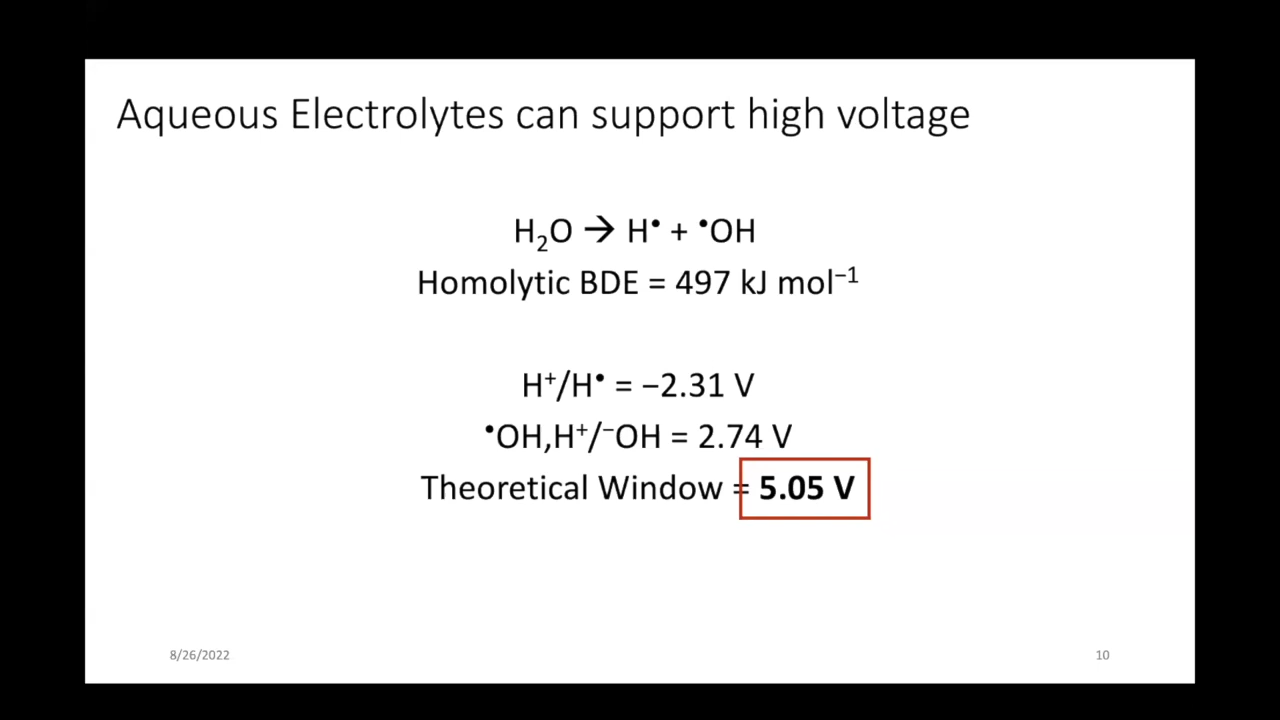 Aqueous Electrolytes can support high voltage
H₂O → H• + •OH
Homolytic BDE = 497 kJ mol⁻¹
H⁺/H• = −2.31 V
•OH,H⁺/⁻OH = 2.74 V
Theoretical Window = 5.05 V
8/26/2022
10